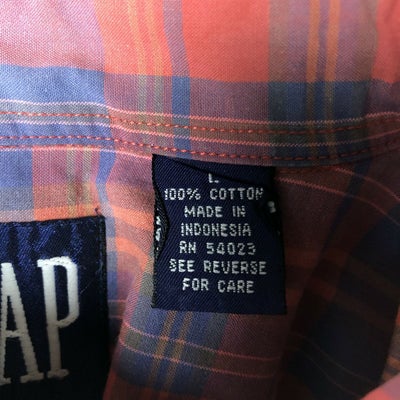 L
100% COTTON
MADE IN
INDONESIA
RN 54023
SEE REVERSE
FOR CARE
AP